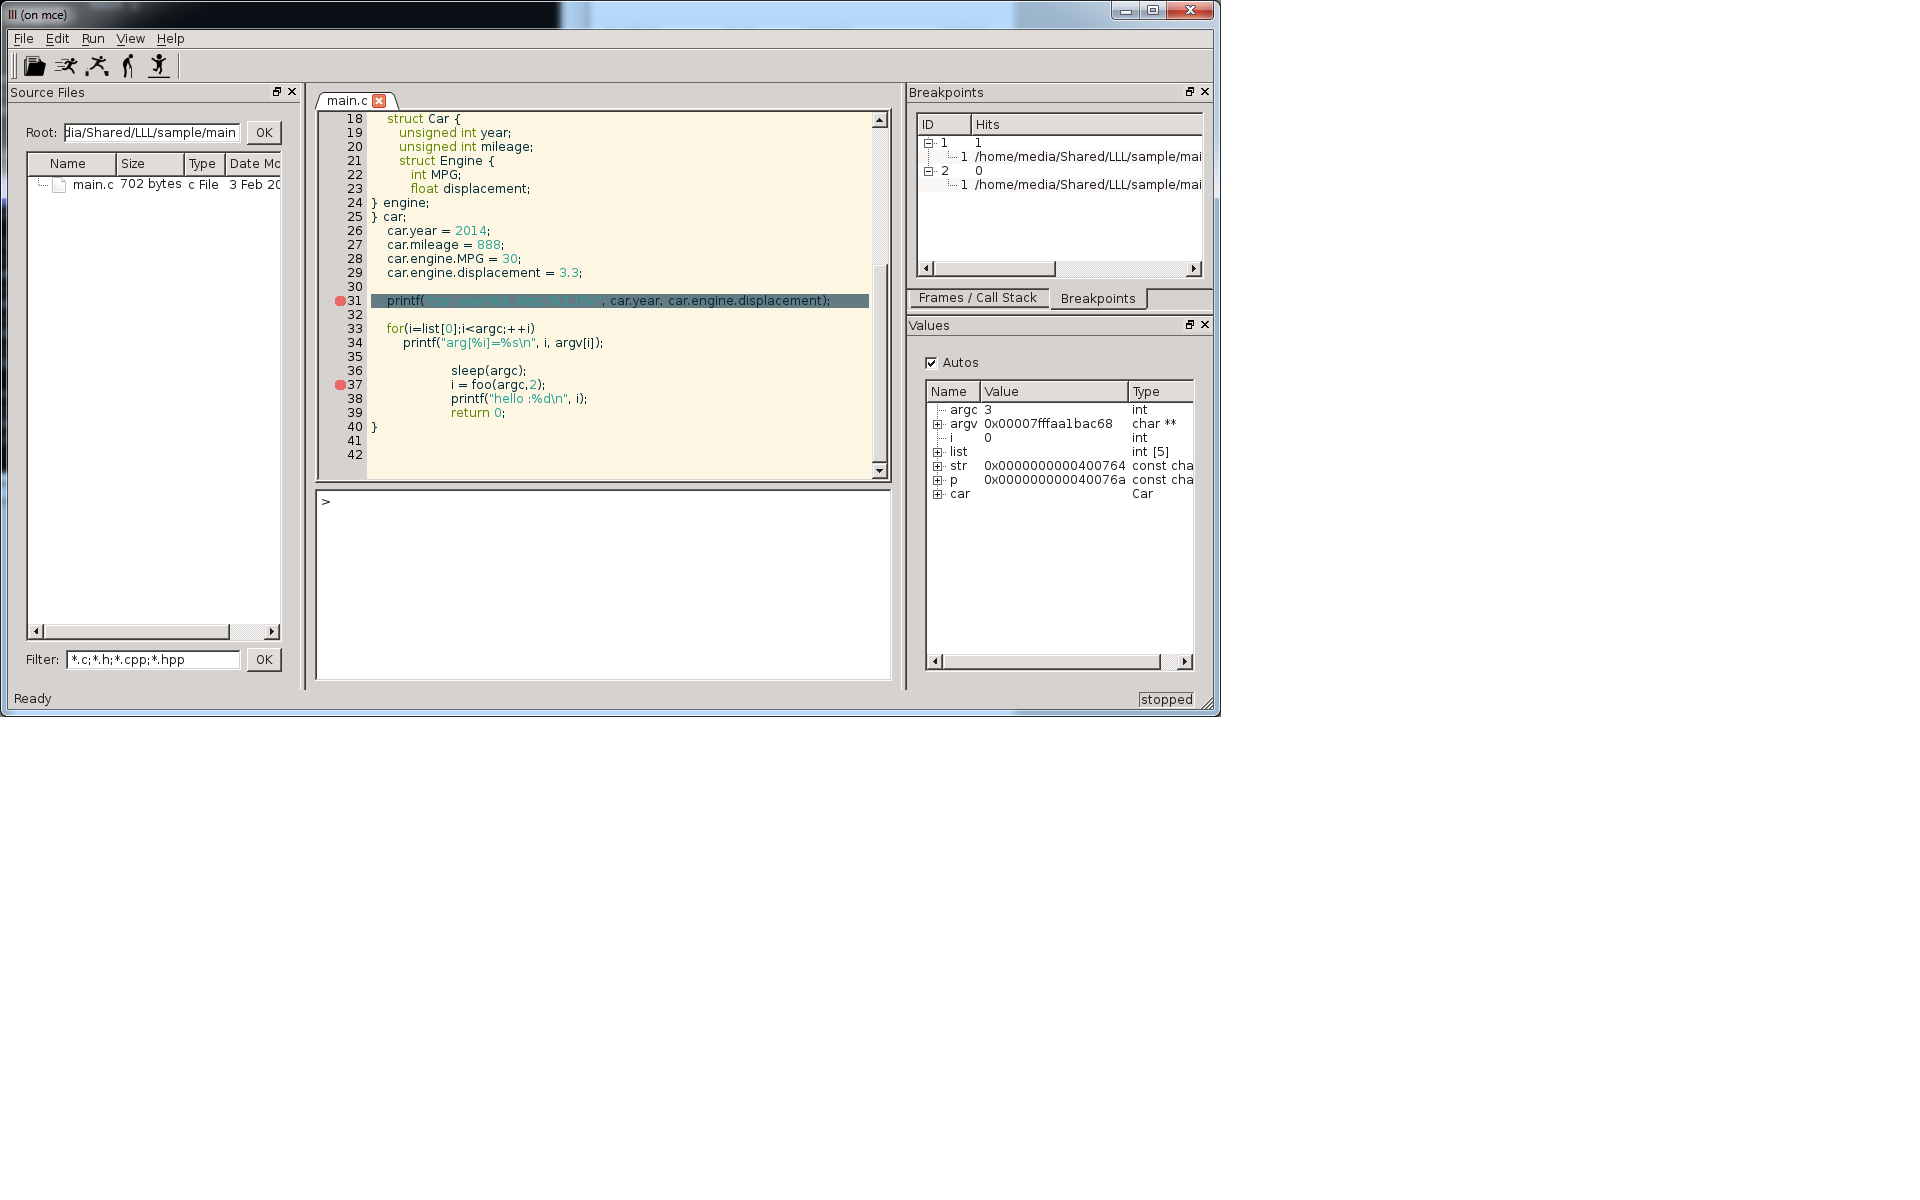 lll (on mce)
File Edit Run View Help
Source Files
Root: dia/Shared/LLL/sample/main OK
Name Size Type Date Mo
main.c 702 bytes c File 3 Feb 20
Filter: *.c;*.h;*.cpp;*.hpp OK
main.c
18 struct Car {
19 unsigned int year;
20 unsigned int mileage;
21 struct Engine {
22 int MPG;
23 float displacement;
24 } engine;
25 } car;
26 car.year = 2014;
27 car.mileage = 888;
28 car.engine.MPG = 30;
29 car.engine.displacement = 3.3;
30
31 printf( car.year, car.engine.displacement);
32
33 for(i=list[0];i<argc;++i)
34 printf("arg[%i]=%s\n", i, argv[i]);
35
36 sleep(argc);
37 i = foo(argc,2);
38 printf("hello :%d\n", i);
39 return 0;
40 }
41
42
>
Breakpoints
ID Hits
1 1
1 /home/media/Shared/LLL/sample/mai
2 0
1 /home/media/Shared/LLL/sample/mai
Frames / Call Stack Breakpoints
Values
Autos
Name Value Type
argc 3 int
argv 0x00007fffaa1bac68 char **
i 0 int
list int [5]
str 0x0000000000400764 const cha
p 0x000000000040076a const cha
car Car
Ready
stopped